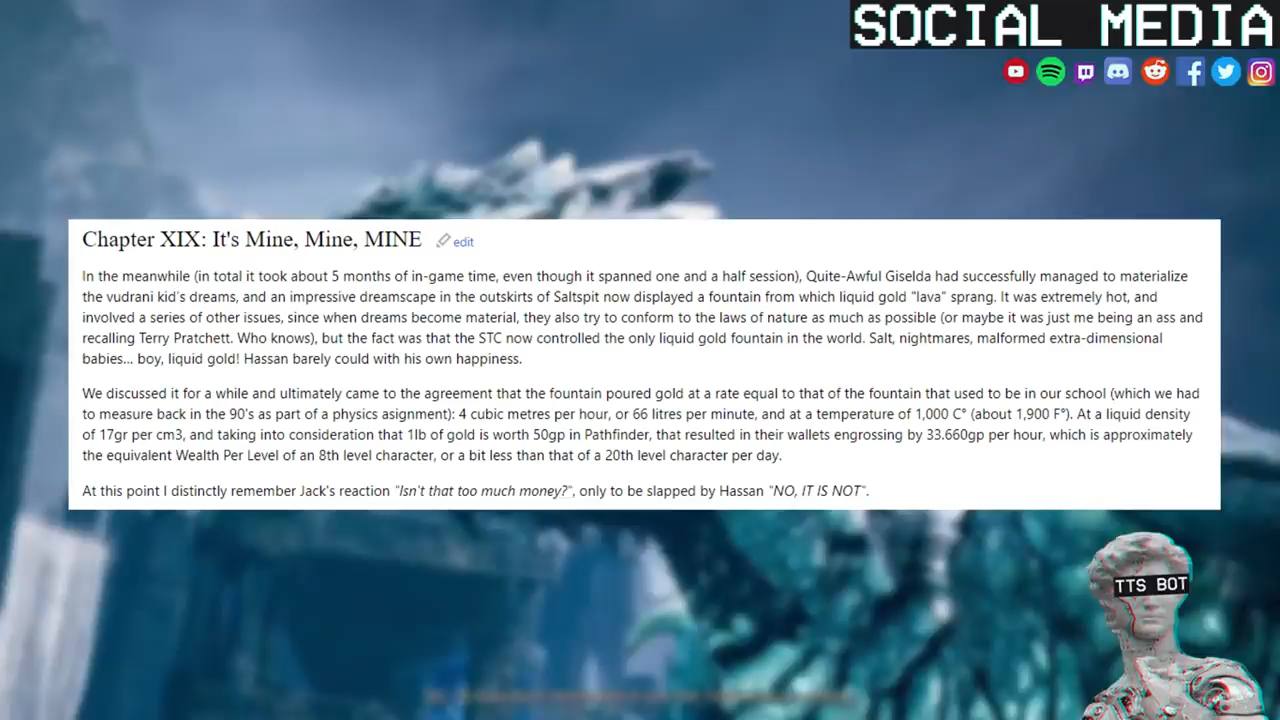 SOCIAL MEDIA
Chapter XIX: It's Mine, Mine, MINE edit
In the meanwhile (in total it took about 5 months of in-game time, even though it spanned one and a half session), Quite-Awful Giselda had successfully managed to materialize
the vudrani kid's dreams, and an impressive dreamscape in the outskirts of Saltspit now displayed a fountain from which liquid gold "lava" sprang. It was extremely hot, and
involved a series of other issues, since when dreams become material, they also try to conform to the laws of nature as much as possible (or maybe it was just me being an ass and
recalling Terry Pratchett. Who knows), but the fact was that the STC now controlled the only liquid gold fountain in the world. Salt, nightmares, malformed extra-dimensional
babies... boy, liquid gold! Hassan barely could with his own happiness.
We discussed it for a while and ultimately came to the agreement that the fountain poured gold at a rate equal to that of the fountain that used to be in our school (which we had
to measure back in the 90's as part of a physics asignment): 4 cubic metres per hour, or 66 litres per minute, and at a temperature of 1,000 C° (about 1,900 F°). At a liquid density
of 17gr per cm3, and taking into consideration that 1lb of gold is worth 50gp in Pathfinder, that resulted in their wallets engrossing by 33.660gp per hour, which is approximately
the equivalent Wealth Per Level of an 8th level character, or a bit less than that of a 20th level character per day.
At this point I distinctly remember Jack's reaction "Isn't that too much money?", only to be slapped by Hassan "NO, IT IS NOT".
TTS BOT